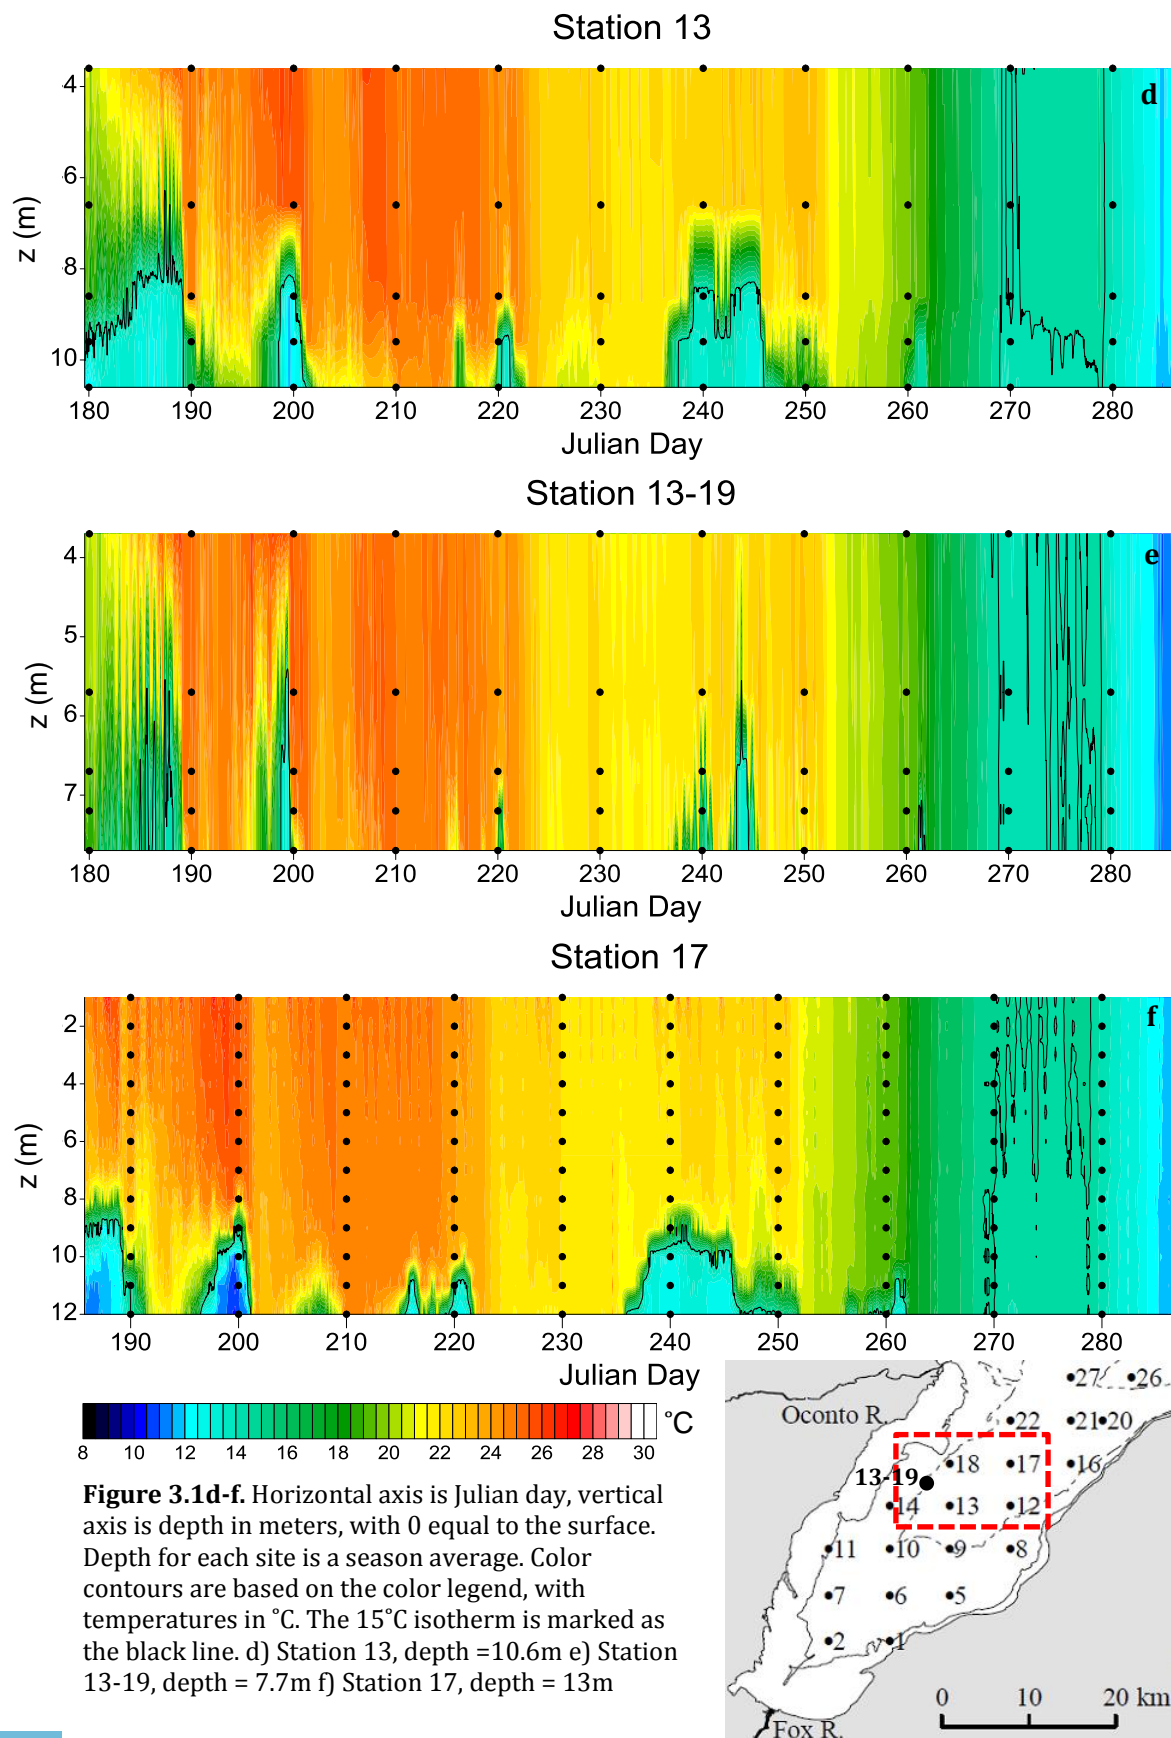 Station 13
d
4
6
8
10
z (m)
180 190 200 210 220 230 240 250 260 270 280
Julian Day
Station 13-19
e
4
5
6
7
z (m)
180 190 200 210 220 230 240 250 260 270 280
Julian Day
Station 17
f
2
4
6
8
10
12
z (m)
190 200 210 220 230 240 250 260 270 280
Julian Day
8 10 12 14 16 18 20 22 24 26 28 30
°C
Figure 3.1d-f. Horizontal axis is Julian day, vertical
axis is depth in meters, with 0 equal to the surface.
Depth for each site is a season average. Color
contours are based on the color legend, with
temperatures in °C. The 15°C isotherm is marked as
the black line. d) Station 13, depth =10.6m e) Station
13-19, depth = 7.7m f) Station 17, depth = 13m
27 26
Oconto R.
22 21 20
18 17 16
13-19
14 13 12
11 10 9 8
7 6 5
2 1
0 10 20 km
Fox R.